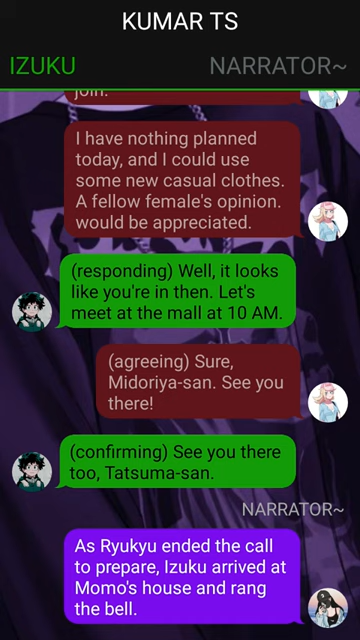 KUMAR TS
IZUKU
NARRATOR~
join.
I have nothing planned
today, and I could use
some new casual clothes.
A fellow female's opinion.
would be appreciated.
(responding) Well, it looks
like you're in then. Let's
meet at the mall at 10 AM.
(agreeing) Sure,
Midoriya-san. See you
there!
(confirming) See you there
too, Tatsuma-san.
NARRATOR~
As Ryukyu ended the call
to prepare, Izuku arrived at
Momo's house and rang
the bell.